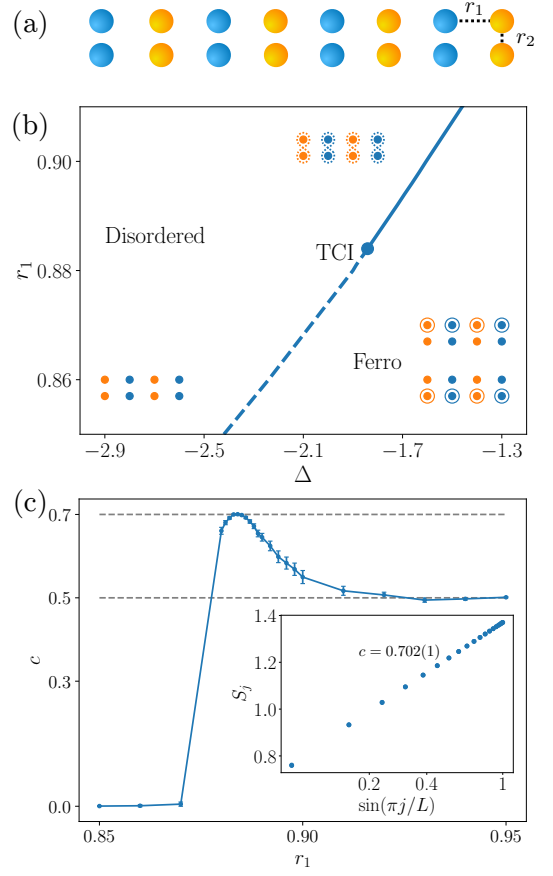 (a)
r₁
r₂
(b)
0.90
0.88
0.86
r₁
Disordered
TCI
Ferro
−2.9
−2.5
−2.1
−1.7
−1.3
Δ
(c)
0.7
0.5
0.3
0.0
c
1.4
1.2
1.0
0.8
S_j
c = 0.702(1)
0.2
0.4
1
sin(πj/L)
0.85
0.90
0.95
r₁